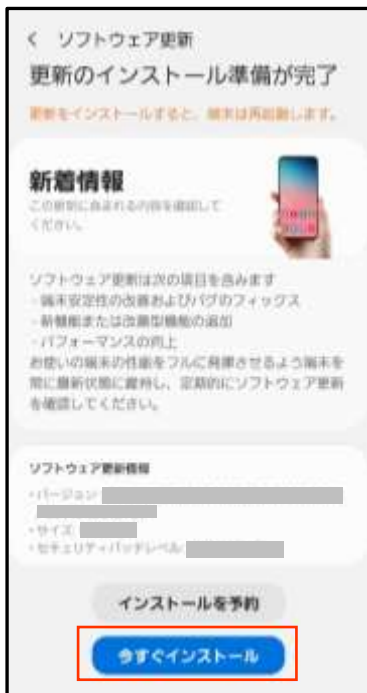 < ソフトウェア更新
更新のインストール準備が完了
更新をインストールすると、端末は再起動します。
新着情報
この更新に含まれる内容を確認して
ください。
ソフトウェア更新は次の項目を含みます
- 端末安定性の改善およびバグのフィックス
- 新機能または改善型機能の追加
- パフォーマンスの向上
お使いの端末の性能をフルに発揮させるよう端末を
常に最新状態に維持し、定期的にソフトウェア更新
を確認してください。
ソフトウェア更新情報
・バージョン:
・サイズ:
・セキュリティパッチレベル:
インストールを予約
今すぐインストール